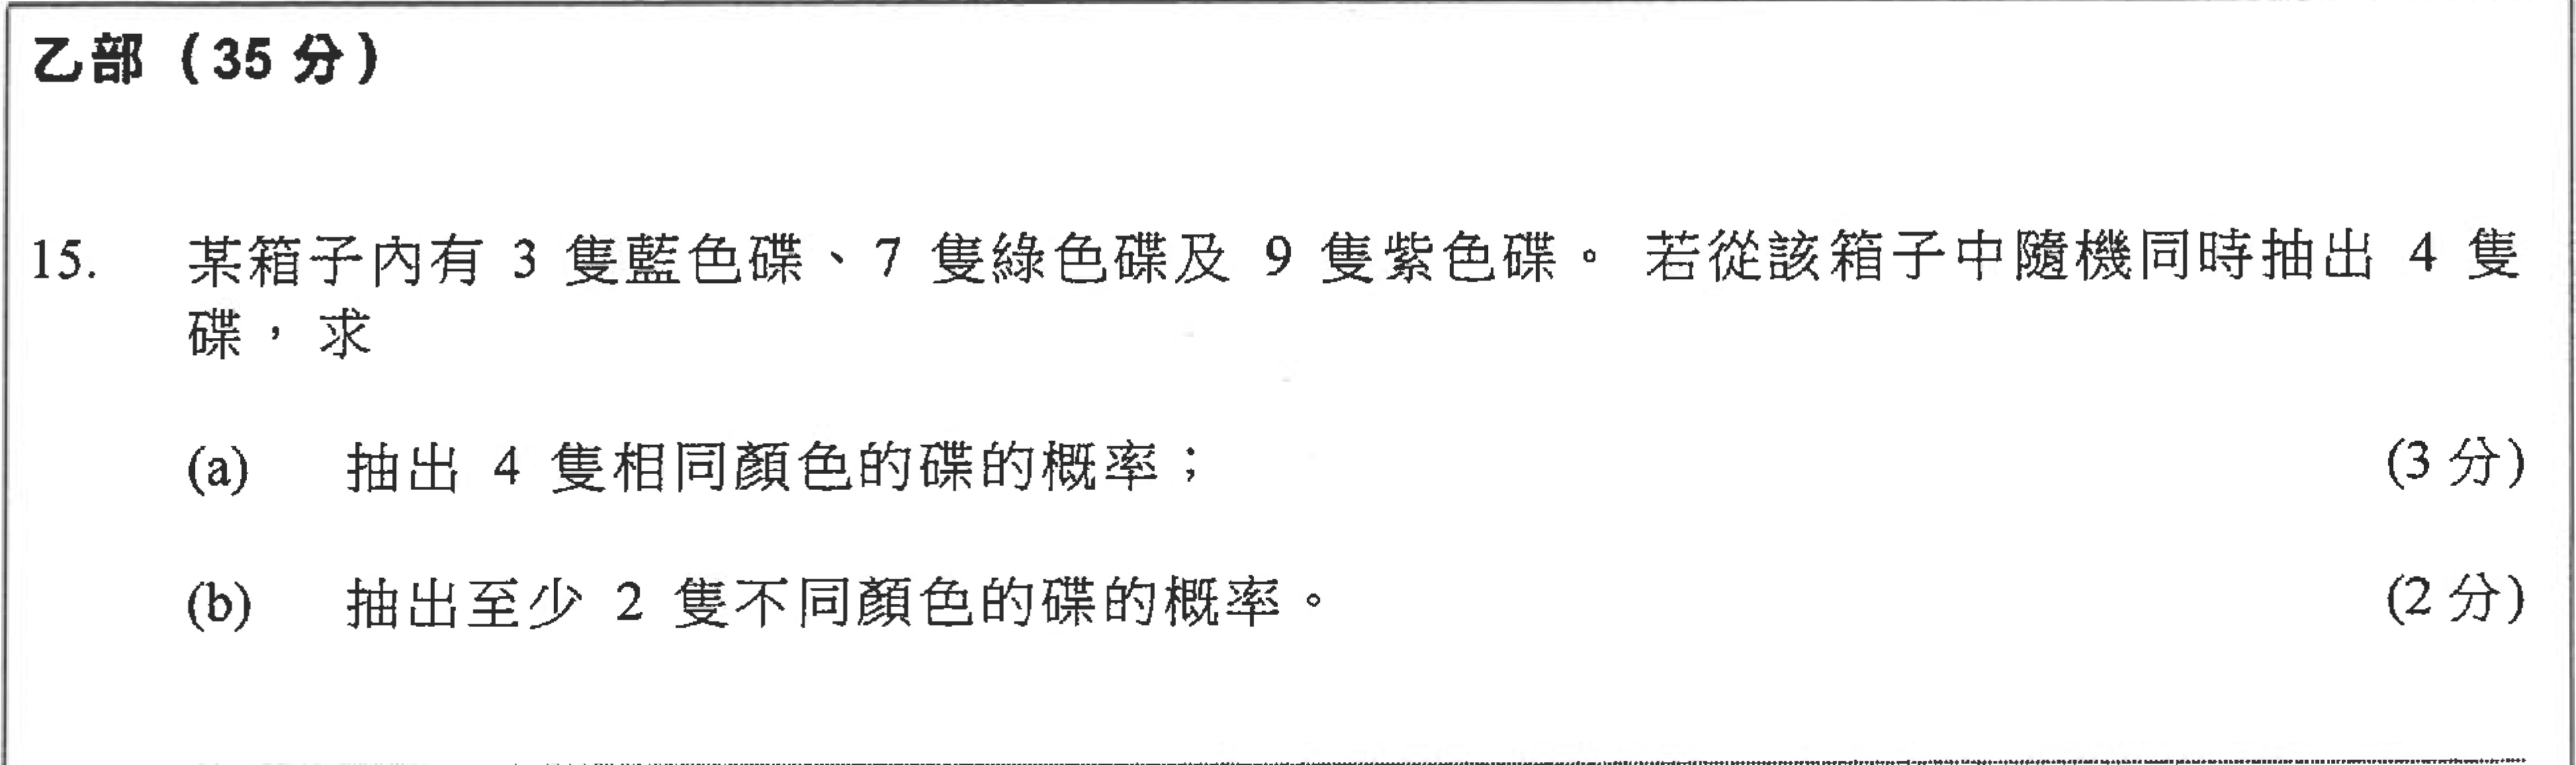 乙部（35 分）
15. 某箱子內有 3 隻藍色碟、7 隻綠色碟及 9 隻紫色碟。若從該箱子中隨機同時抽出 4 隻
碟，求
(a) 抽出 4 隻相同顏色的碟的概率； (3 分)
(b) 抽出至少 2 隻不同顏色的碟的概率。 (2 分)